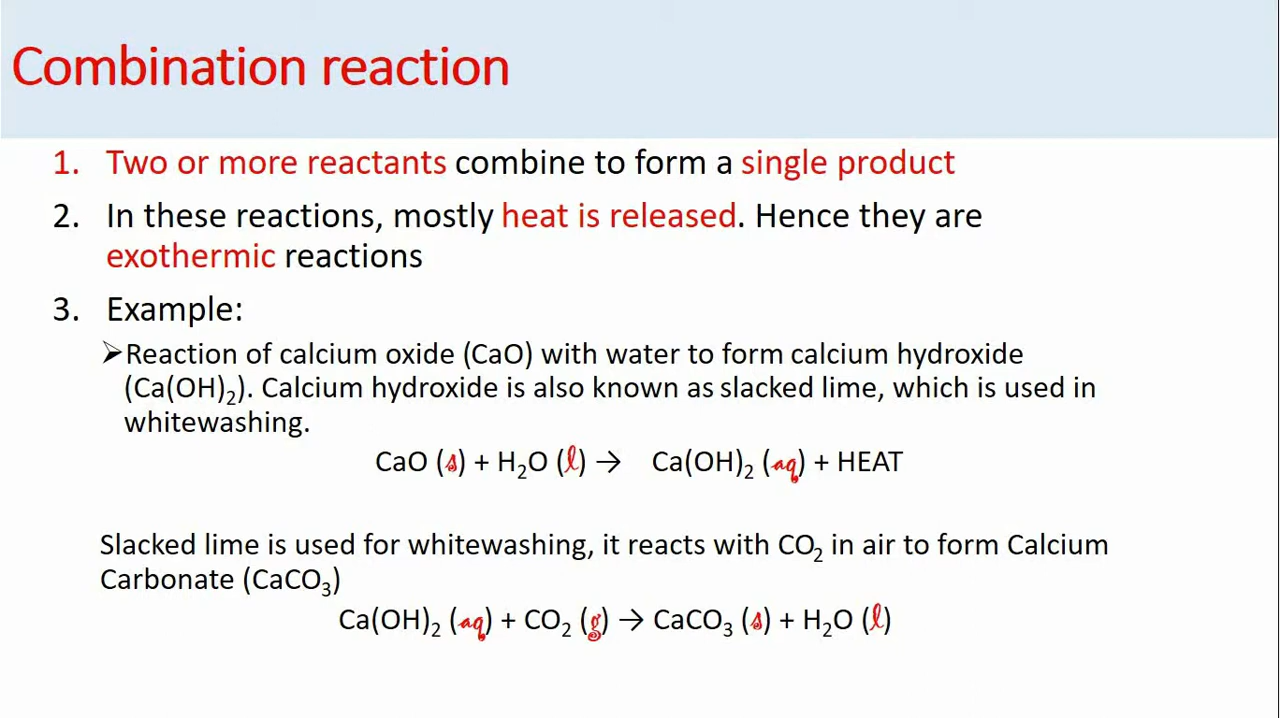 Combination reaction
1. Two or more reactants combine to form a single product
2. In these reactions, mostly heat is released. Hence they are
exothermic reactions
3. Example:
➢Reaction of calcium oxide (CaO) with water to form calcium hydroxide
(Ca(OH)₂). Calcium hydroxide is also known as slacked lime, which is used in
whitewashing.
CaO (s) + H₂O (l) → Ca(OH)₂ (aq) + HEAT
Slacked lime is used for whitewashing, it reacts with CO₂ in air to form Calcium
Carbonate (CaCO₃)
Ca(OH)₂ (aq) + CO₂ (g) → CaCO₃ (s) + H₂O (l)